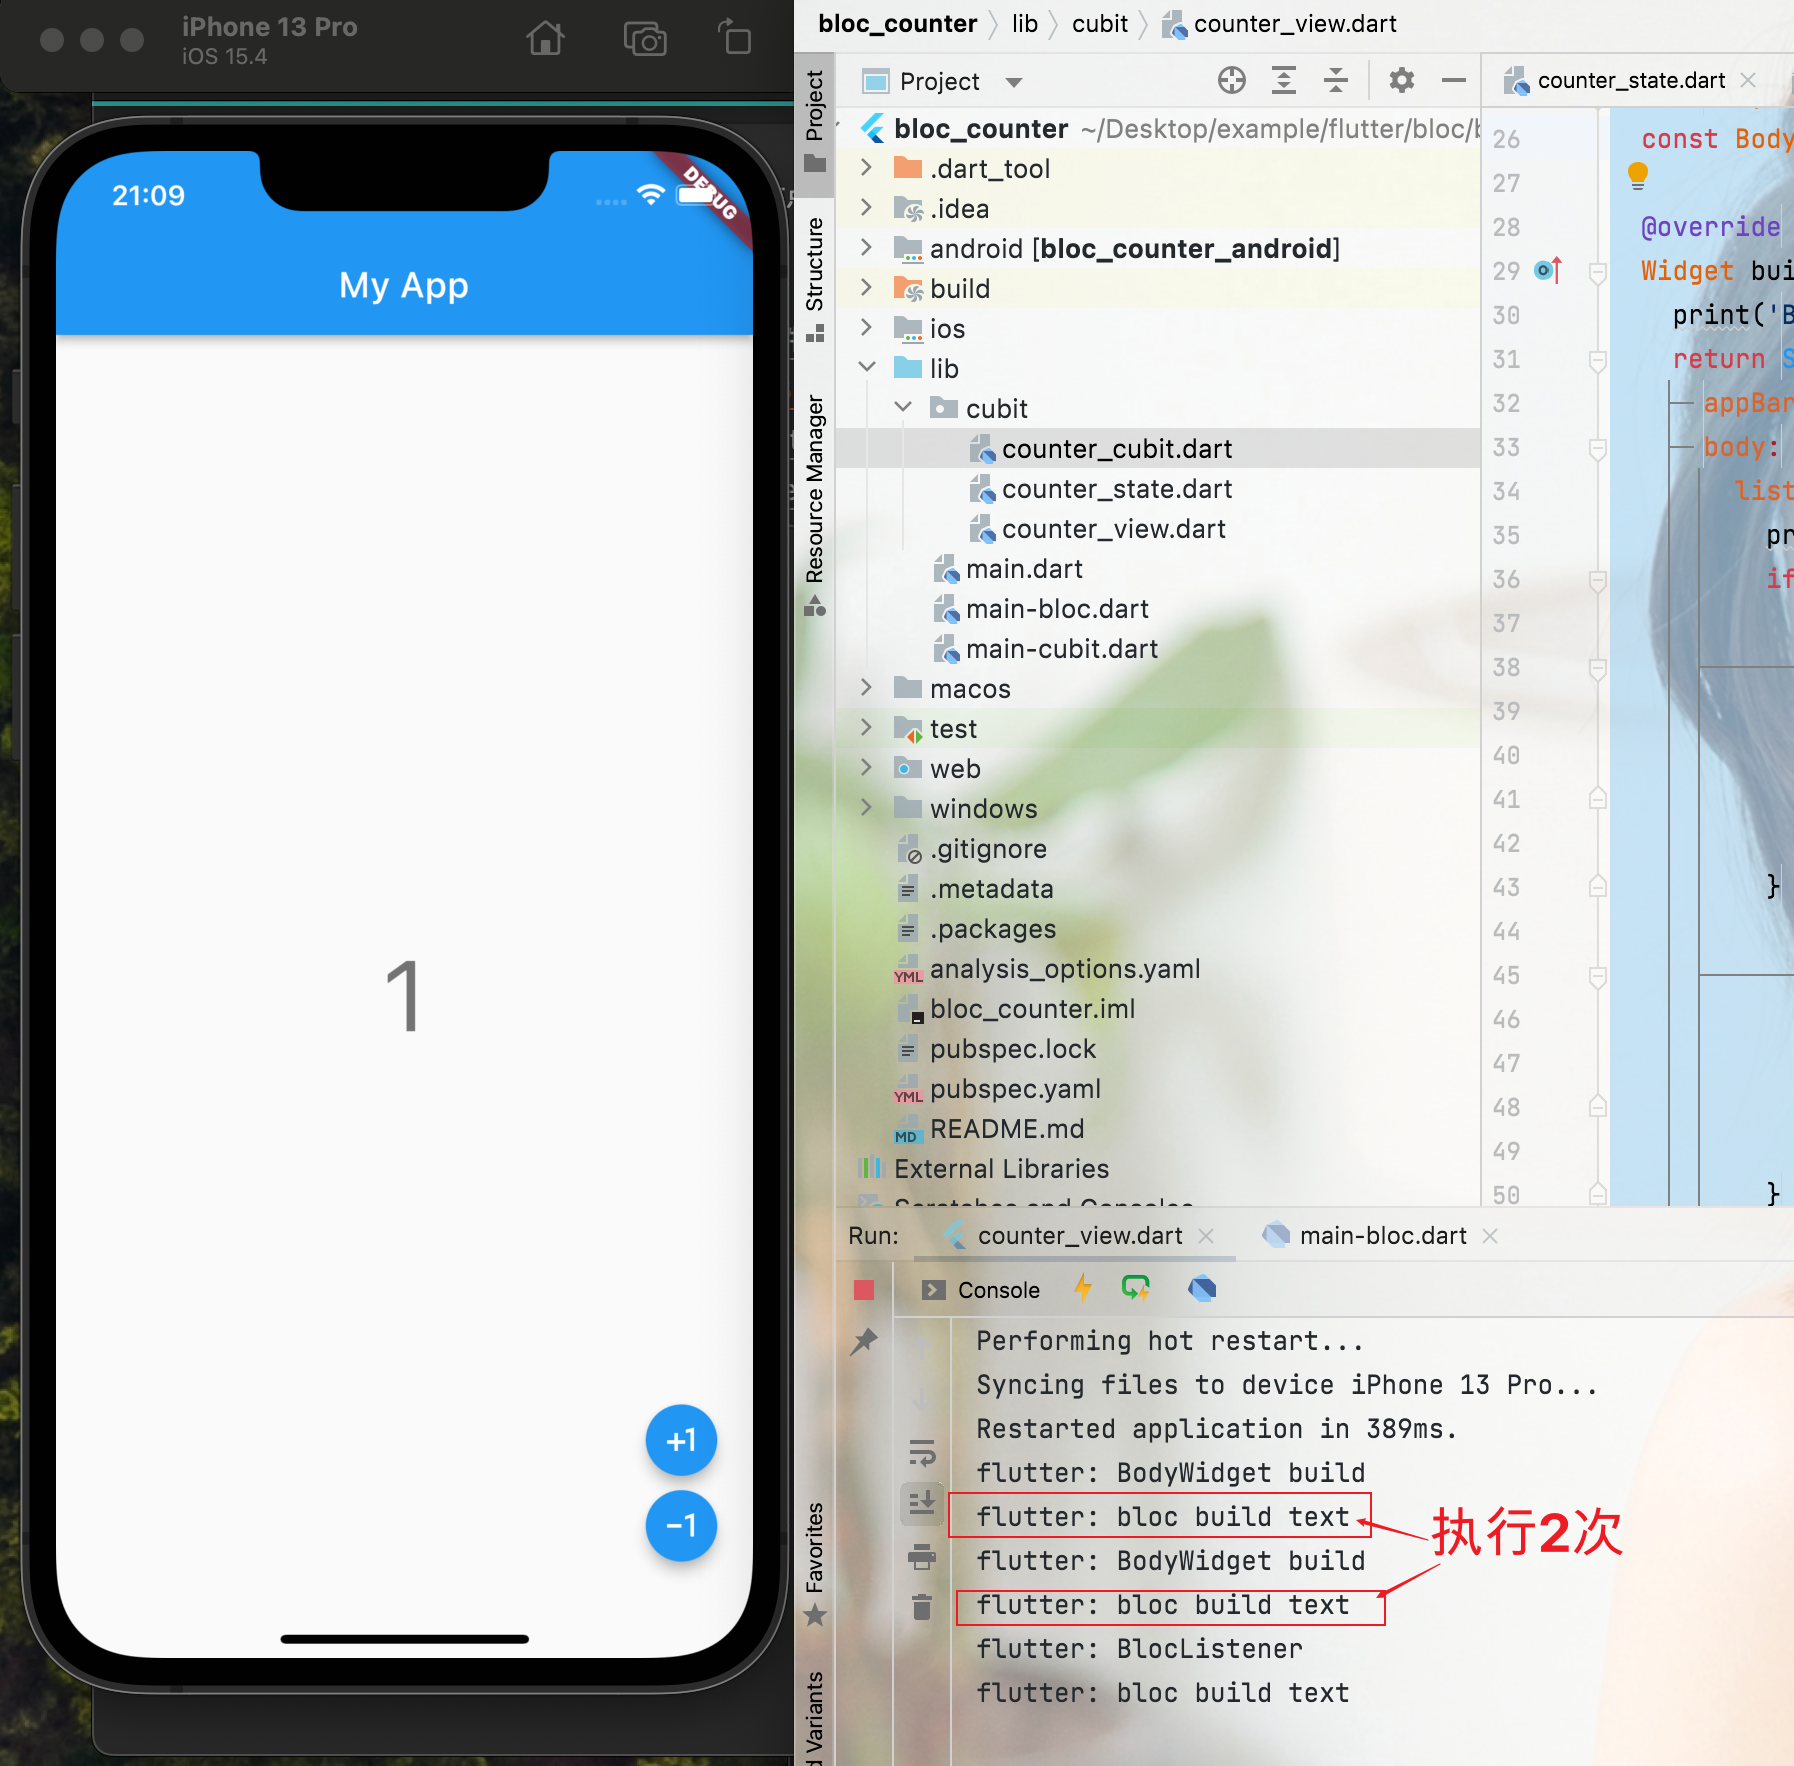 iPhone 13 Pro
iOS 15.4
21:09
DEBUG
My App
1
+1
-1
bloc_counter
lib
cubit
counter_view.dart
Project
Structure
Resource Manager
Favorites
Variants
Project
bloc_counter ~/Desktop/example/flutter/bloc/
.dart_tool
.idea
android [bloc_counter_android]
build
ios
lib
cubit
counter_cubit.dart
counter_state.dart
counter_view.dart
main.dart
main-bloc.dart
main-cubit.dart
macos
test
web
windows
.gitignore
.metadata
.packages
analysis_options.yaml
bloc_counter.iml
pubspec.lock
pubspec.yaml
README.md
External Libraries
Scratches and Consoles
counter_state.dart
26 const Body
27
28 @override
29 Widget bui
30 print('B
31 return S
32 appBar
33 body:
34 list
35 pr
36 if
37
38
39
40
41
42
43 }
44
45
46
47
48
49
50 }
Run: counter_view.dart main-bloc.dart
Console
Performing hot restart...
Syncing files to device iPhone 13 Pro...
Restarted application in 389ms.
flutter: BodyWidget build
flutter: bloc build text
执行2次
flutter: BodyWidget build
flutter: bloc build text
flutter: BlocListener
flutter: bloc build text